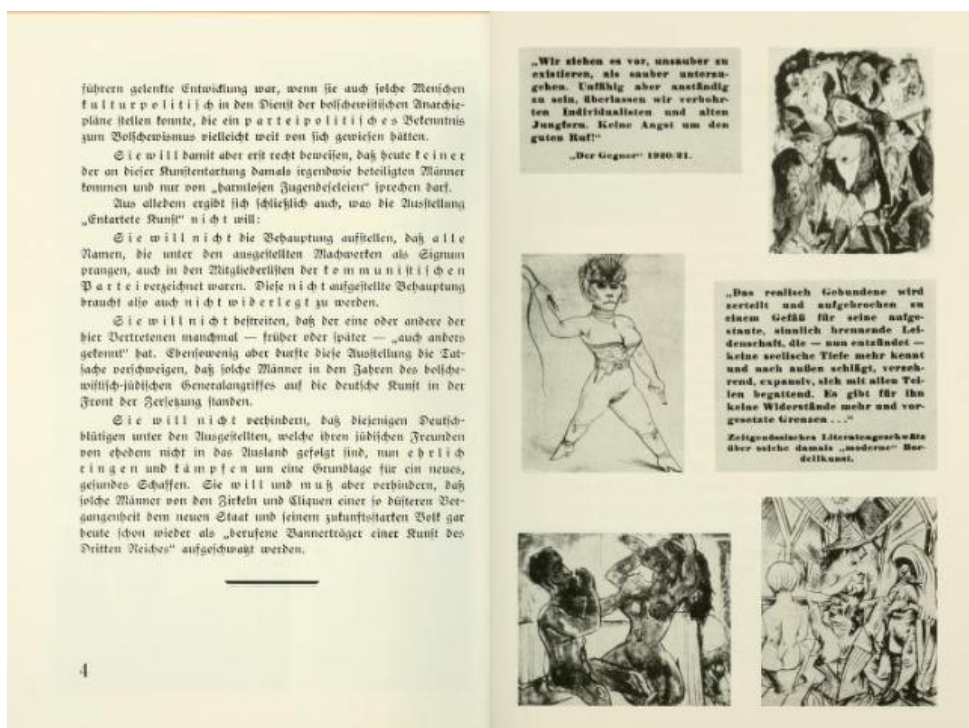 führern gelenkte Entwicklung war, wenn sie auch solche Menschen
kulturpolitisch in den Dienst der bolschewistischen Anarchie-
pläne stellen konnte, die ein parteipolitisches Bekenntnis
zum Bolschewismus vielleicht weit von sich gewiesen hätten.
Sie will damit aber erst recht beweisen, daß heute keiner
der an dieser Kunstentartung damals irgendwie beteiligten Männer
kommen und nur von „harmlosen Jugendeseleien“ sprechen darf.
Aus alledem ergibt sich schließlich auch, was die Ausstellung
„Entartete Kunst“ nicht will:
Sie will nicht die Behauptung aufstellen, daß alle
Namen, die unter den ausgestellten Machwerken als Signum
prangen, auch in den Mitgliederlisten der kommunistischen
Partei verzeichnet waren. Diese nicht aufgestellte Behauptung
braucht also auch nicht widerlegt zu werden.
Sie will nicht bestreiten, daß der eine oder andere der
hier Vertretenen manchmal — früher oder später — „auch anders
gekonnt“ hat. Ebensowenig aber durfte diese Ausstellung die Tat-
sache verschweigen, daß solche Männer in den Jahren des bolsche-
wistisch-jüdischen Generalangriffes auf die deutsche Kunst in der
Front der Zersetzung standen.
Sie will nicht verhindern, daß diejenigen Deutsch-
blütigen unter den Ausgestellten, welche ihren jüdischen Freunden
von ehedem nicht in das Ausland gefolgt sind, nun ehrlich
ringen und kämpfen um eine Grundlage für ein neues,
gesundes Schaffen. Sie will und muß aber verhindern, daß
solche Männer von den Zirkeln und Cliquen einer so düsteren Ver-
gangenheit dem neuen Staat und seinem zukunftsstarken Volk gar
heute schon wieder als „berufene Bannerträger einer Kunst des
Dritten Reiches“ aufgeschwatzt werden.
4
„Wir ziehen es vor, unsauber zu
existieren, als sauber unterzu-
gehen. Unfähig aber anständig
zu sein, überlassen wir verbohr-
ten Individualisten und alten
Jungfern. Keine Angst um den
guten Ruf!“
„Der Gegner“ 1920/21.
„Das realisch Gebundene wird
zerteilt und aufgebrochen zu
einem Gefäß für seine aufge-
staute, sinnlich brennende Lei-
denschaft, die — nun entzündet —
keine seelische Tiefe mehr kennt
und nach außen schlägt, verzeh-
rend, expansiv, sich mit allen Tei-
len begattend. Es gibt für ihn
keine Widerstände mehr und vor-
gesetzte Grenzen . . .“
Zeitgenössisches Literatengeschwätz
über solche damals „moderne“ Bor-
dellkunst.